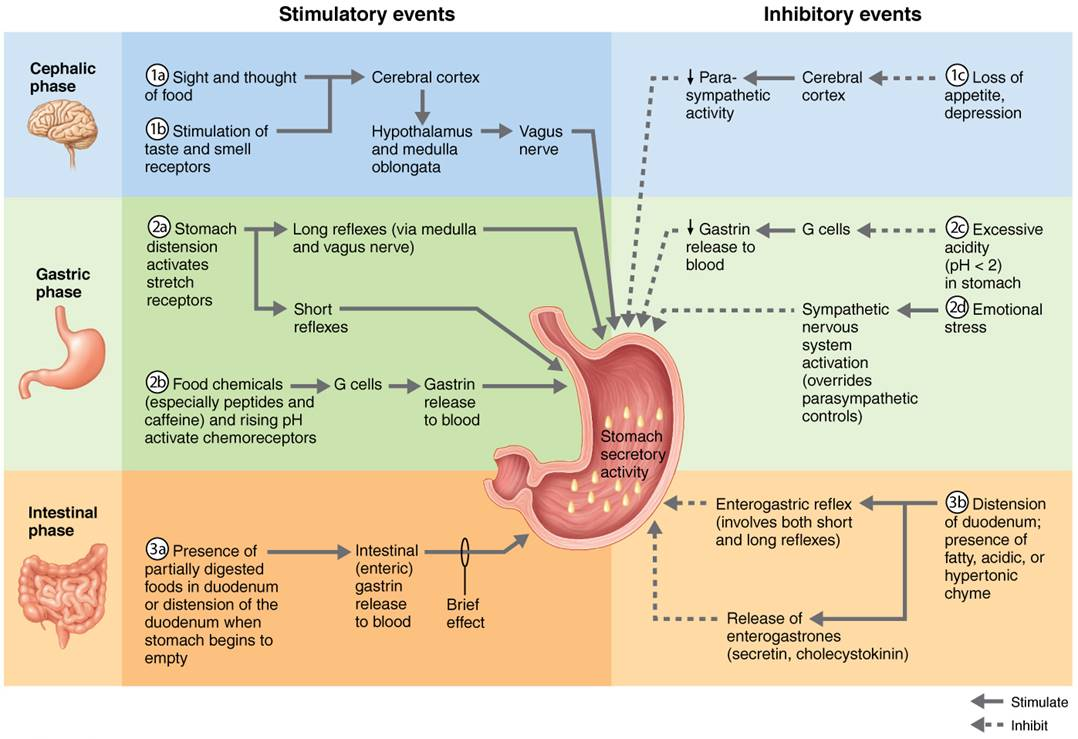 Stimulatory events
Inhibitory events
Cephalic
phase
1a Sight and thought
of food
1b Stimulation of
taste and smell
receptors
Cerebral cortex
Hypothalamus
and medulla
oblongata
Vagus
nerve
↓ Para-
sympathetic
activity
Cerebral
cortex
1c Loss of
appetite,
depression
Gastric
phase
2a Stomach
distension
activates
stretch
receptors
Long reflexes (via medulla
and vagus nerve)
Short
reflexes
2b Food chemicals
(especially peptides and
caffeine) and rising pH
activate chemoreceptors
G cells
Gastrin
release
to blood
↓ Gastrin
release to
blood
G cells
2c Excessive
acidity
(pH < 2)
in stomach
Sympathetic
nervous
system
activation
(overrides
parasympathetic
controls)
2d Emotional
stress
Stomach
secretory
activity
Intestinal
phase
3a Presence of
partially digested
foods in duodenum
or distension of the
duodenum when
stomach begins to
empty
Intestinal
(enteric)
gastrin
release
to blood
Brief
effect
Enterogastric reflex
(involves both short
and long reflexes)
Release of
enterogastrones
(secretin, cholecystokinin)
3b Distension
of duodenum;
presence of
fatty, acidic, or
hypertonic
chyme
Stimulate
Inhibit